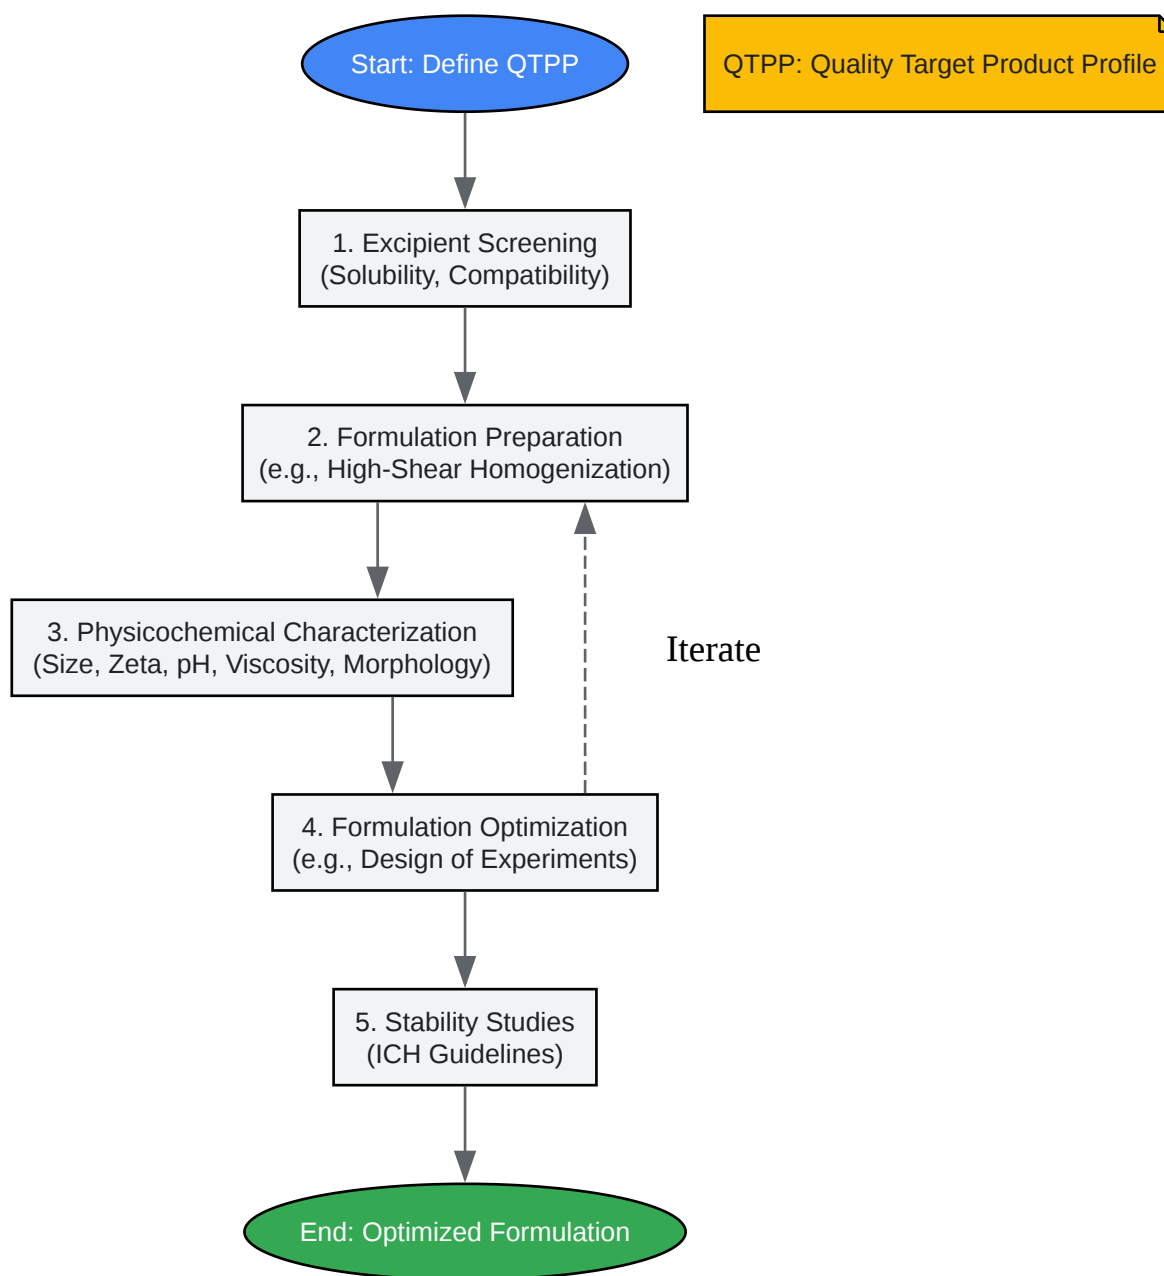 Start: Define QTPP
QTPP: Quality Target Product Profile
1. Excipient Screening
(Solubility, Compatibility)
2. Formulation Preparation
(e.g., High-Shear Homogenization)
3. Physicochemical Characterization
(Size, Zeta, pH, Viscosity, Morphology)
Iterate
4. Formulation Optimization
(e.g., Design of Experiments)
5. Stability Studies
(ICH Guidelines)
End: Optimized Formulation